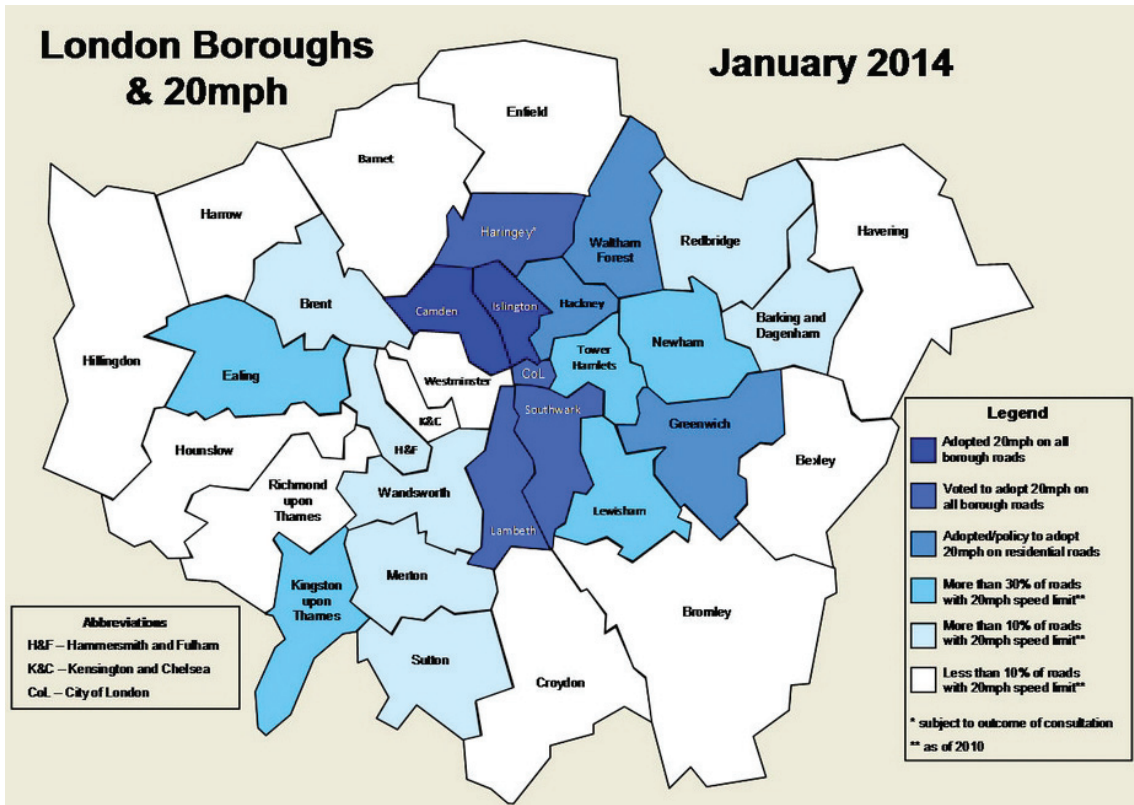 London Boroughs
& 20mph
January 2014
Enfield
Barnet
Harrow
Haringey*
Waltham
Forest
Redbridge
Havering
Brent
Camden
Islington
Hackney
Barking and
Dagenham
Hillingdon
Ealing
Westminster
Tower
Hamlets
Newham
CoL
K&C
Southwark
Greenwich
Hounslow
H&F
Bexley
Richmond
upon
Thames
Wandsworth
Lambeth
Lewisham
Kingston
upon
Thames
Merton
Bromley
Sutton
Croydon
Abbreviations
H&F – Hammersmith and Fulham
K&C – Kensington and Chelsea
CoL – City of London
Legend
Adopted 20mph on all
borough roads
Voted to adopt 20mph on
all borough roads
Adopted/policy to adopt
20mph on residential roads
More than 30% of roads
with 20mph speed limit**
More than 10% of roads
with 20mph speed limit**
Less than 10% of roads
with 20mph speed limit**
* subject to outcome of consultation
** as of 2010